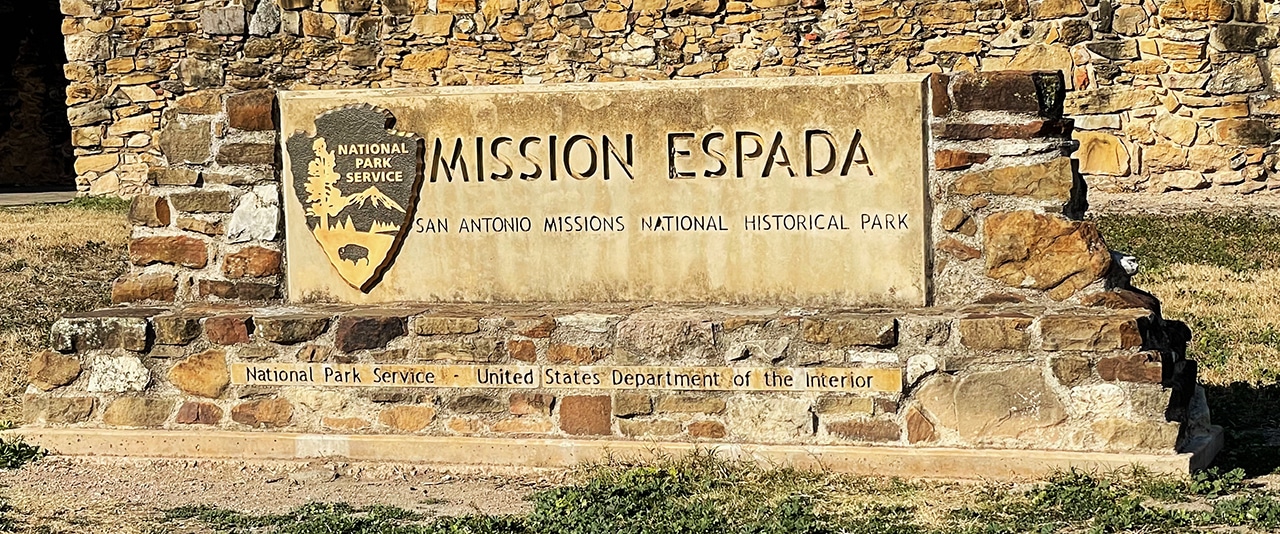 NATIONAL
PARK
SERVICE
MISSION ESPADA
SAN ANTONIO MISSIONS NATIONAL HISTORICAL PARK
National Park Service - United States Department of the Interior